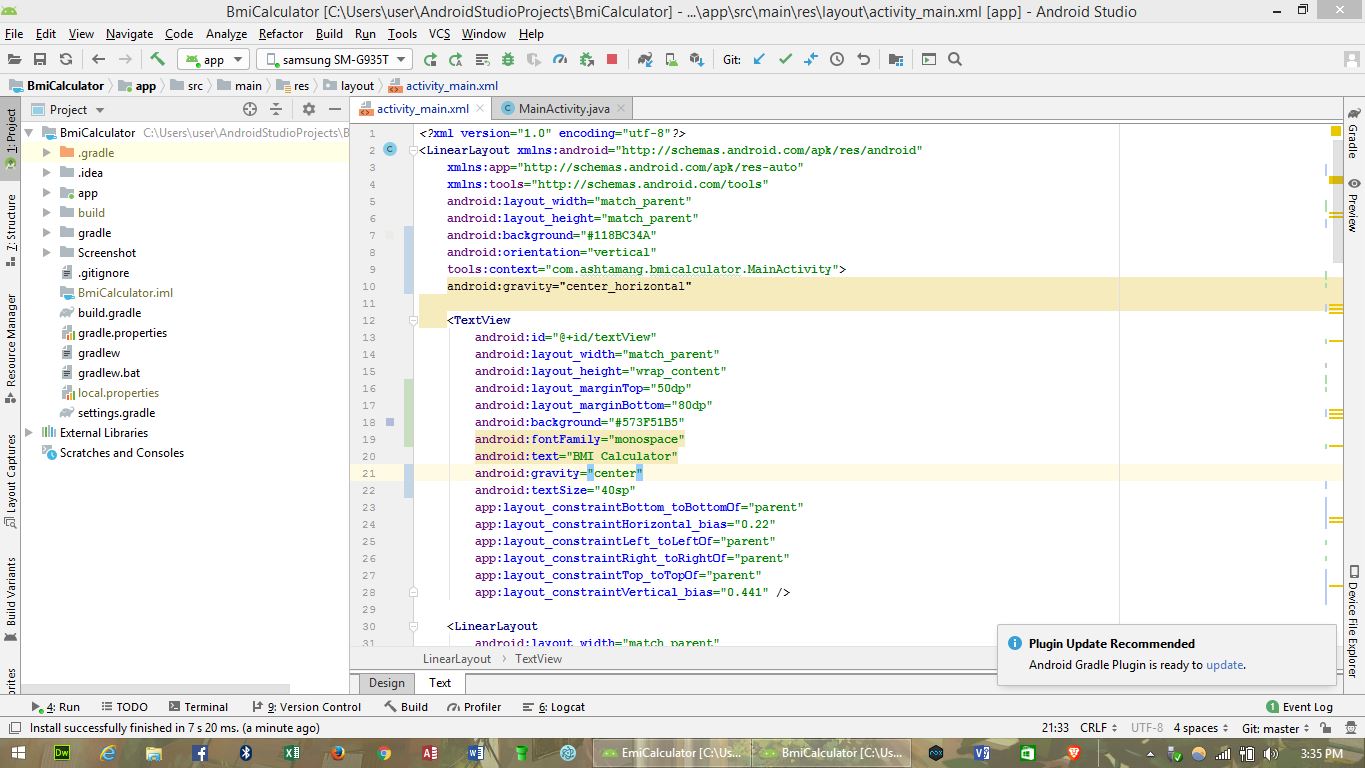 BmiCalculator [C:\Users\user\AndroidStudioProjects\BmiCalculator] - ...\app\src\main\res\layout\activity_main.xml [app] - Android Studio
File Edit View Navigate Code Analyze Refactor Build Run Tools VCS Window Help
app samsung SM-G935T Git:
BmiCalculator app src main res layout activity_main.xml
1: Project
Z: Structure
Resource Manager
Layout Captures
Build Variants
Project
BmiCalculator C:\Users\user\AndroidStudioProjects\B
.gradle
.idea
app
build
gradle
Screenshot
.gitignore
BmiCalculator.iml
build.gradle
gradle.properties
gradlew
gradlew.bat
local.properties
settings.gradle
External Libraries
Scratches and Consoles
activity_main.xml MainActivity.java
1 <?xml version="1.0" encoding="utf-8"?>
2 <LinearLayout xmlns:android="http://schemas.android.com/apk/res/android"
3 xmlns:app="http://schemas.android.com/apk/res-auto"
4 xmlns:tools="http://schemas.android.com/tools"
5 android:layout_width="match_parent"
6 android:layout_height="match_parent"
7 android:background="#118BC34A"
8 android:orientation="vertical"
9 tools:context="com.ashtamang.bmicalculator.MainActivity">
10 android:gravity="center_horizontal"
11
12 <TextView
13 android:id="@+id/textView"
14 android:layout_width="match_parent"
15 android:layout_height="wrap_content"
16 android:layout_marginTop="50dp"
17 android:layout_marginBottom="80dp"
18 android:background="#573F51B5"
19 android:fontFamily="monospace"
20 android:text="BMI Calculator"
21 android:gravity="center"
22 android:textSize="40sp"
23 app:layout_constraintBottom_toBottomOf="parent"
24 app:layout_constraintHorizontal_bias="0.22"
25 app:layout_constraintLeft_toLeftOf="parent"
26 app:layout_constraintRight_toRightOf="parent"
27 app:layout_constraintTop_toTopOf="parent"
28 app:layout_constraintVertical_bias="0.441" />
29
30 <LinearLayout
31 android:layout_width="match_parent"
LinearLayout TextView
Design Text
Gradle
Preview
Device File Explorer
Plugin Update Recommended
Android Gradle Plugin is ready to update.
4: Run TODO Terminal 9: Version Control Build Profiler 6: Logcat 1 Event Log
Install successfully finished in 7 s 20 ms. (a minute ago) 21:33 CRLF UTF-8 4 spaces Git: master
EmiCalculator [C:\Us... BmiCalculator [C:\Us... 3:35 PM